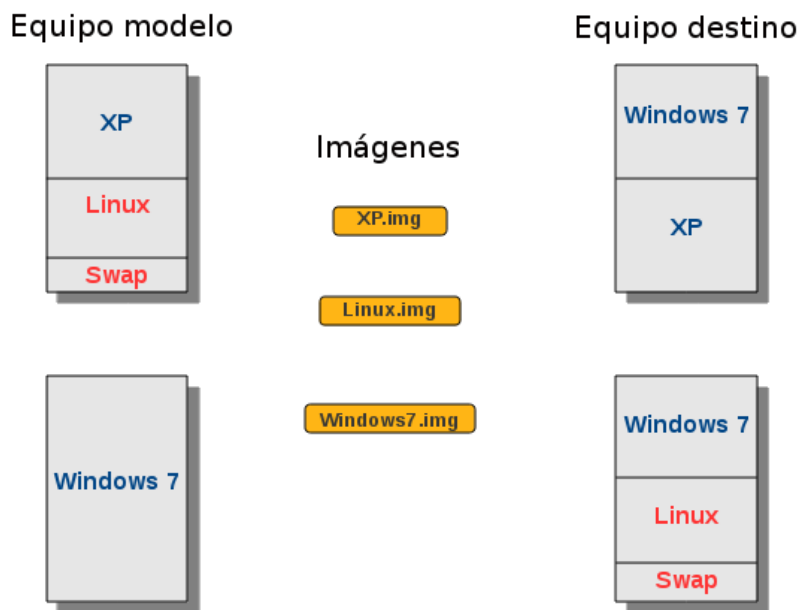 Equipo modelo
XP
Linux
Swap
Windows 7
Imágenes
XP.img
Linux.img
Windows7.img
Equipo destino
Windows 7
XP
Windows 7
Linux
Swap